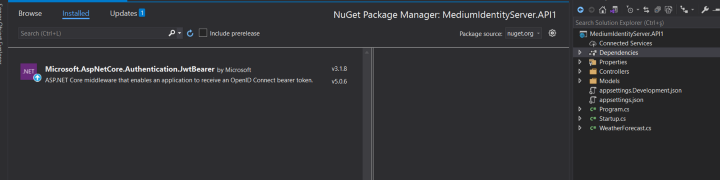 Browse Installed Updates 1
NuGet Package Manager: MediumIdentityServer.API1
Search (Ctrl+L)
Include prerelease
Package source: nuget.org
.NET
Microsoft.AspNetCore.Authentication.JwtBearer by Microsoft
v3.1.8
ASP.NET Core middleware that enables an application to receive an OpenID Connect bearer token.
v5.0.6
Search Solution Explorer (Ctrl+ç)
MediumIdentityServer.API1
Connected Services
Dependencies
Properties
Controllers
Models
appsettings.Development.json
appsettings.json
C# Program.cs
C# Startup.cs
C# WeatherForecast.cs